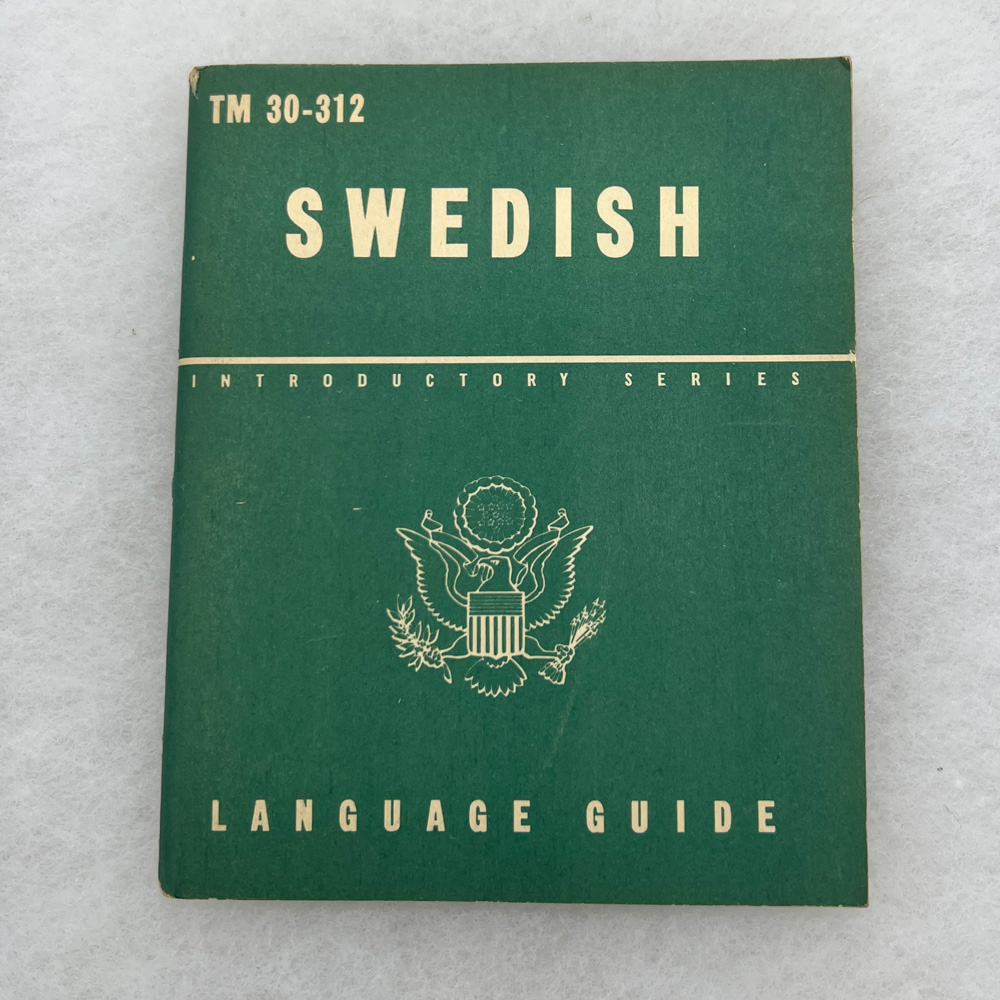 TM 30-312
SWEDISH
INTRODUCTORY SERIES
LANGUAGE GUIDE